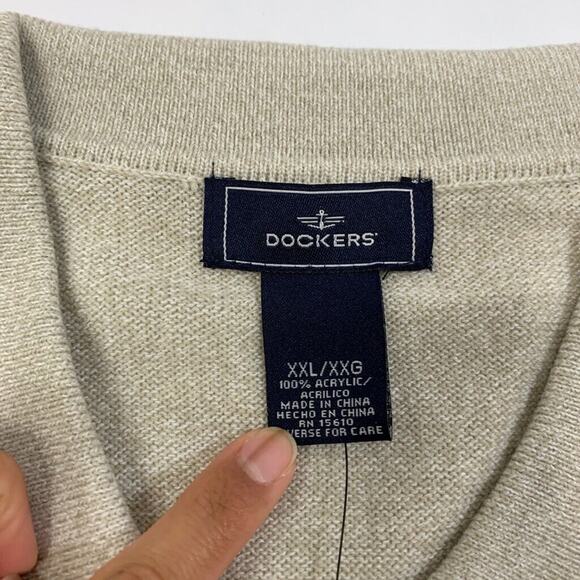 DOCKERS
XXL/XXG
100% ACRYLIC/
ACRILICO
MADE IN CHINA
HECHO EN CHINA
RN 15610
VERSE FOR CARE